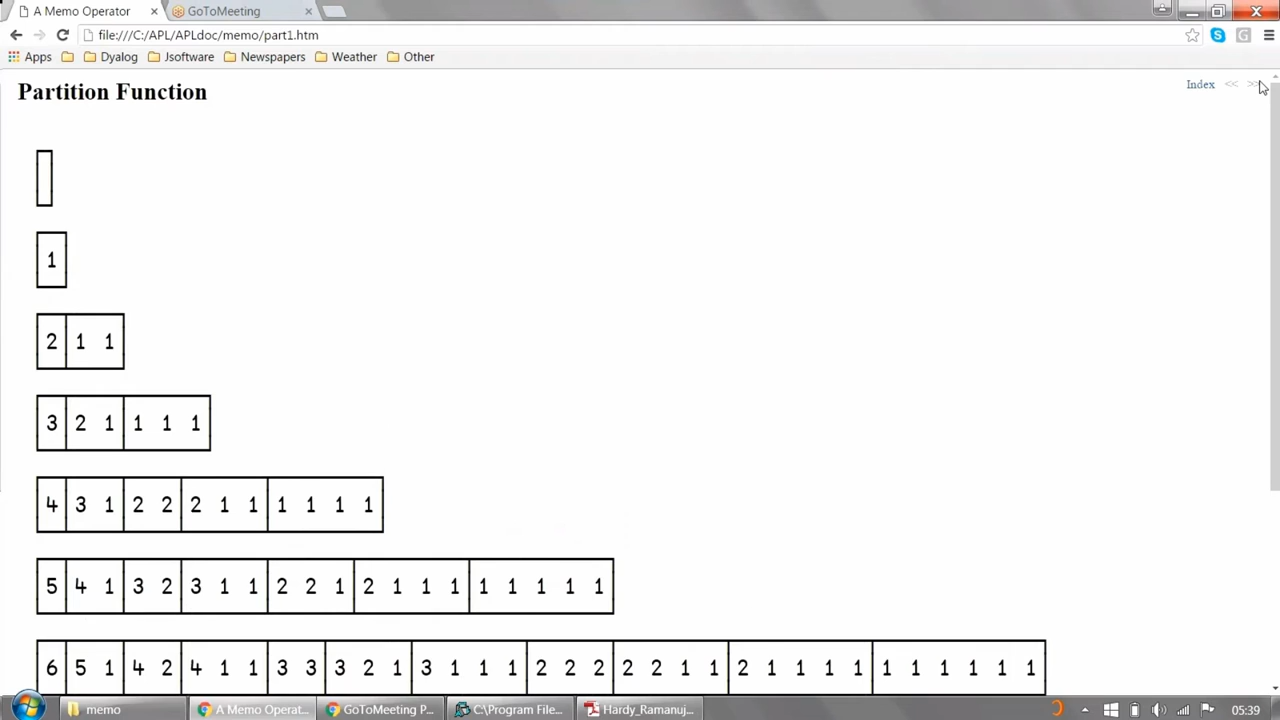 A Memo Operator
GoToMeeting
file:///C:/APL/APLdoc/memo/part1.htm
Apps Dyalog Jsoftware Newspapers Weather Other
Partition Function
Index << >>
1
2 1 1
3 2 1 1 1 1
4 3 1 2 2 2 1 1 1 1 1 1
5 4 1 3 2 3 1 1 2 2 1 2 1 1 1 1 1 1 1 1
6 5 1 4 2 4 1 1 3 3 3 2 1 3 1 1 1 2 2 2 2 2 1 1 2 1 1 1 1 1 1 1 1 1 1
memo A Memo Operat... GoToMeeting P... C:\Program File... Hardy_Ramanuj... 05:39